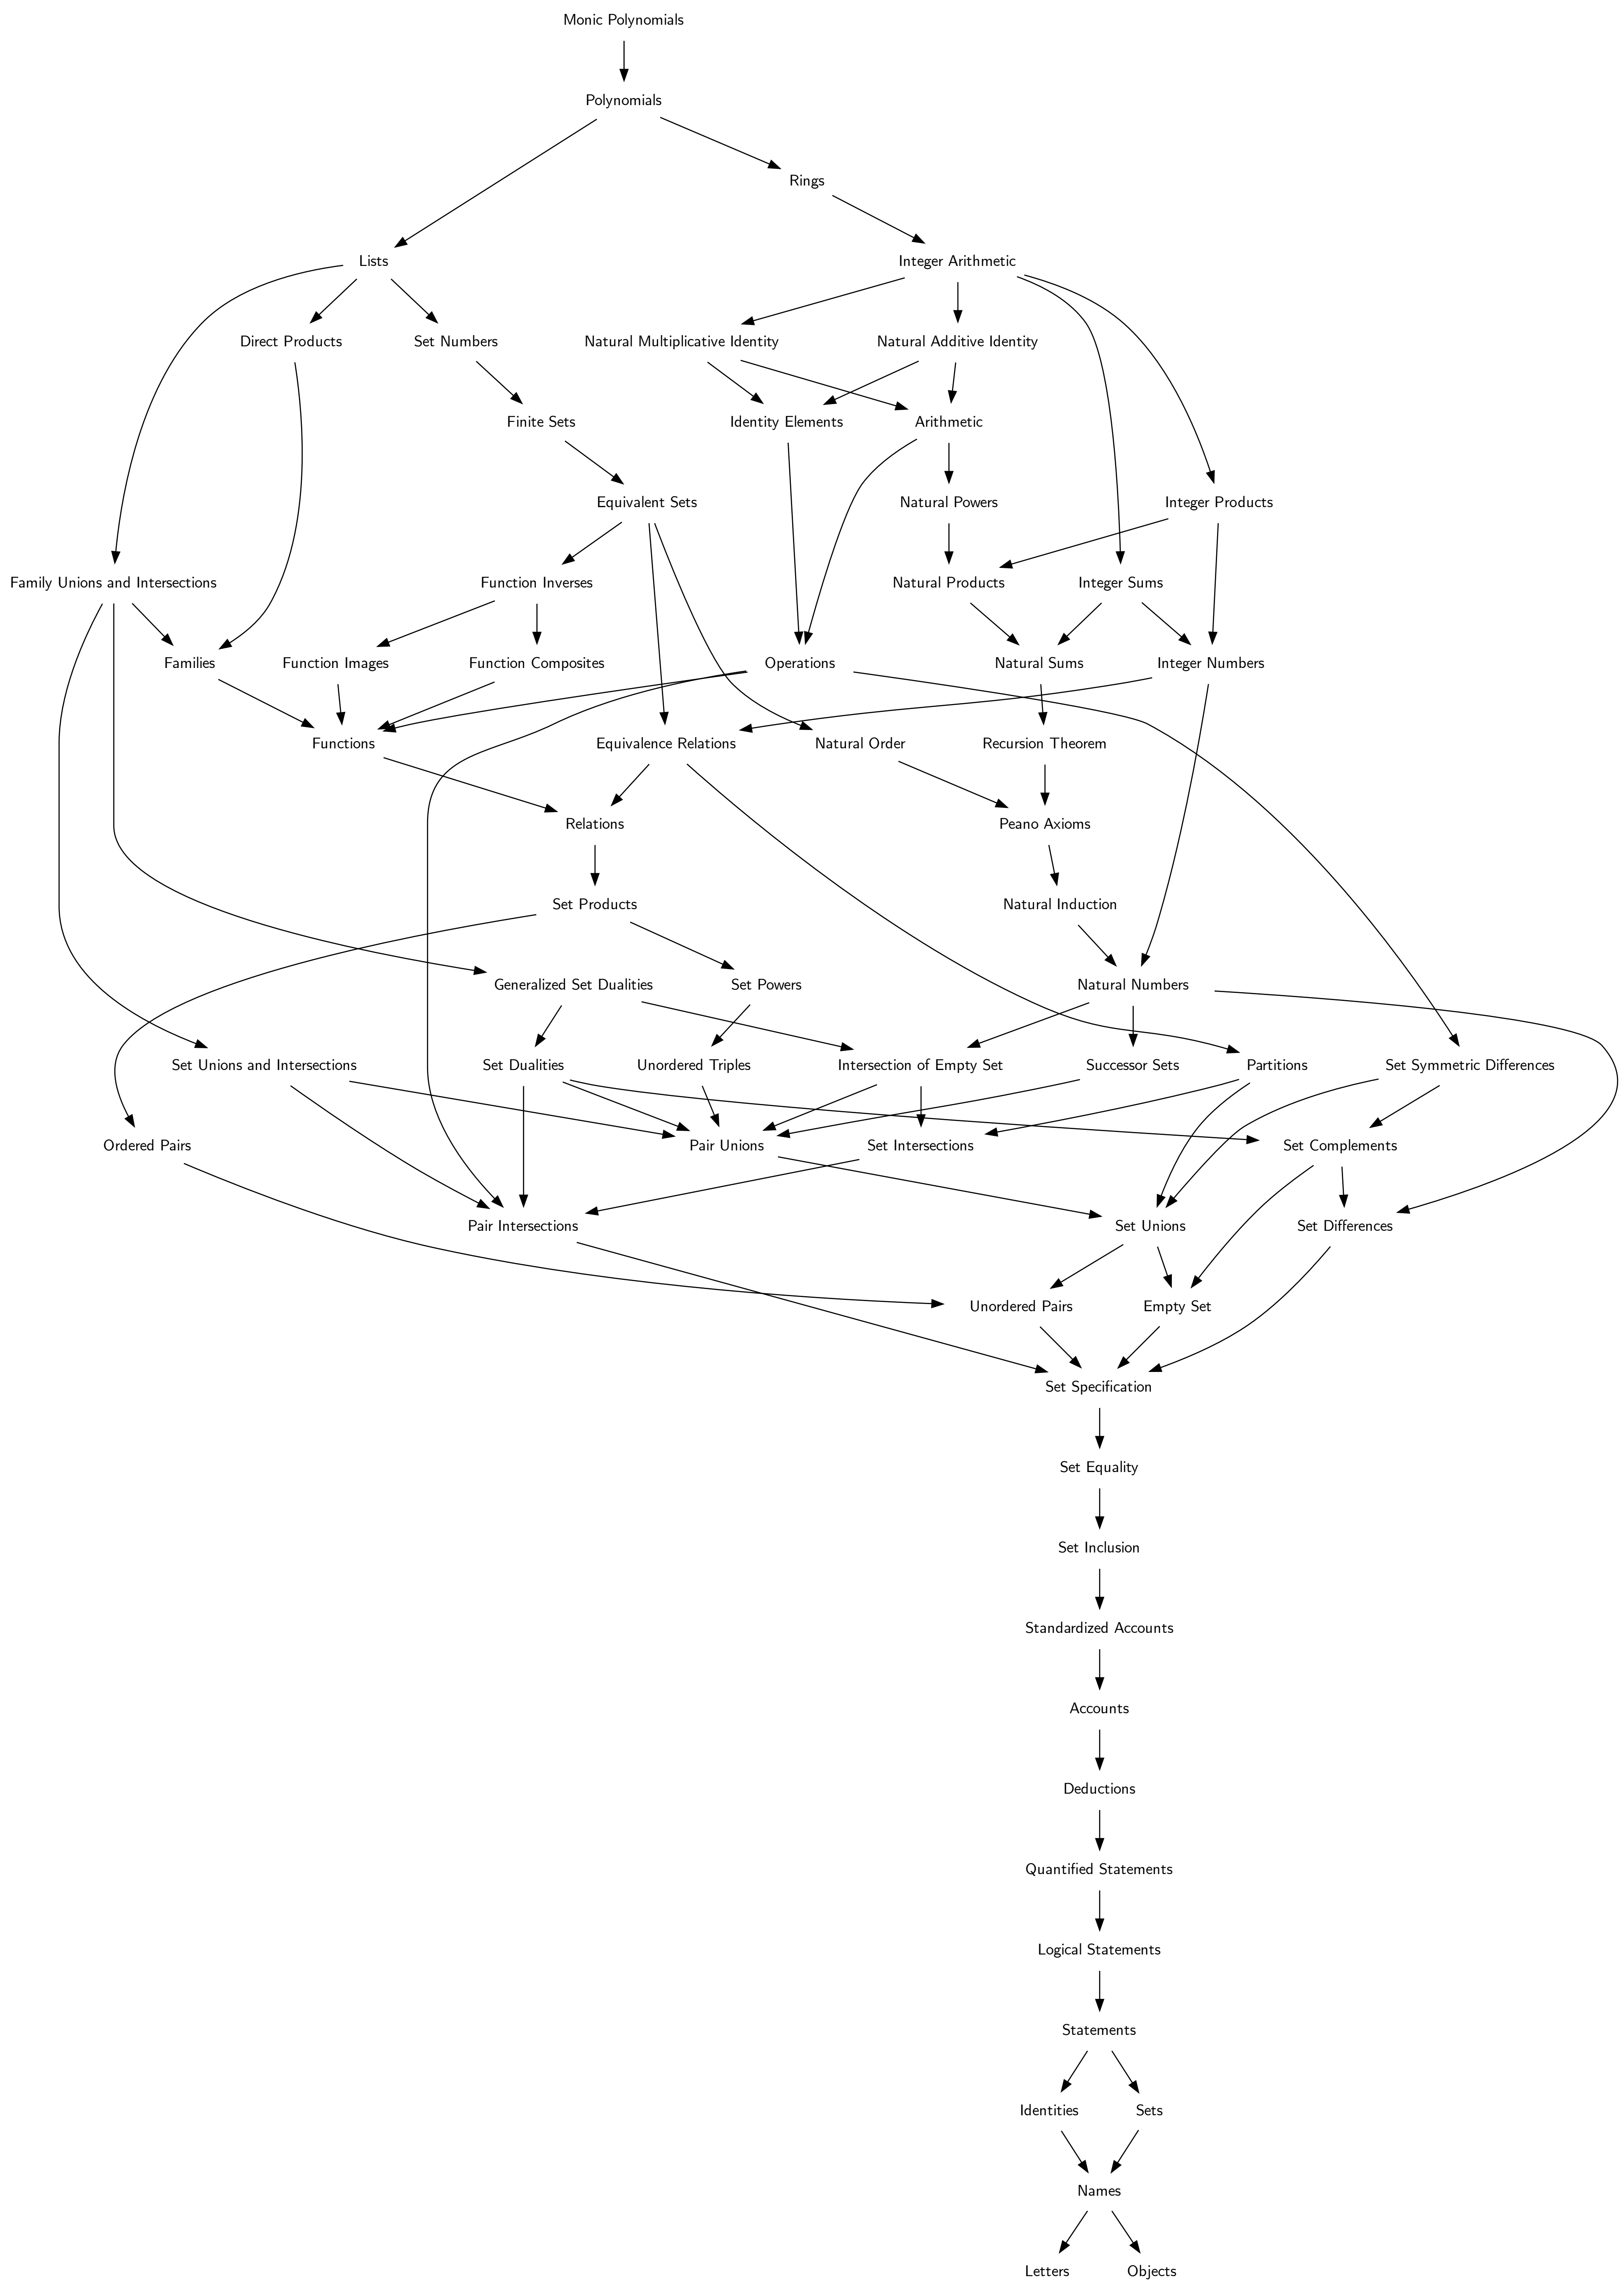 Monic Polynomials
Polynomials
Rings
Lists
Integer Arithmetic
Direct Products
Set Numbers
Natural Multiplicative Identity
Natural Additive Identity
Finite Sets
Identity Elements
Arithmetic
Equivalent Sets
Natural Powers
Integer Products
Family Unions and Intersections
Function Inverses
Natural Products
Integer Sums
Families
Function Images
Function Composites
Operations
Natural Sums
Integer Numbers
Functions
Equivalence Relations
Natural Order
Recursion Theorem
Relations
Peano Axioms
Set Products
Natural Induction
Generalized Set Dualities
Set Powers
Natural Numbers
Set Unions and Intersections
Set Dualities
Unordered Triples
Intersection of Empty Set
Successor Sets
Partitions
Set Symmetric Differences
Ordered Pairs
Pair Unions
Set Intersections
Set Complements
Pair Intersections
Set Unions
Set Differences
Unordered Pairs
Empty Set
Set Specification
Set Equality
Set Inclusion
Standardized Accounts
Accounts
Deductions
Quantified Statements
Logical Statements
Statements
Identities
Sets
Names
Letters
Objects